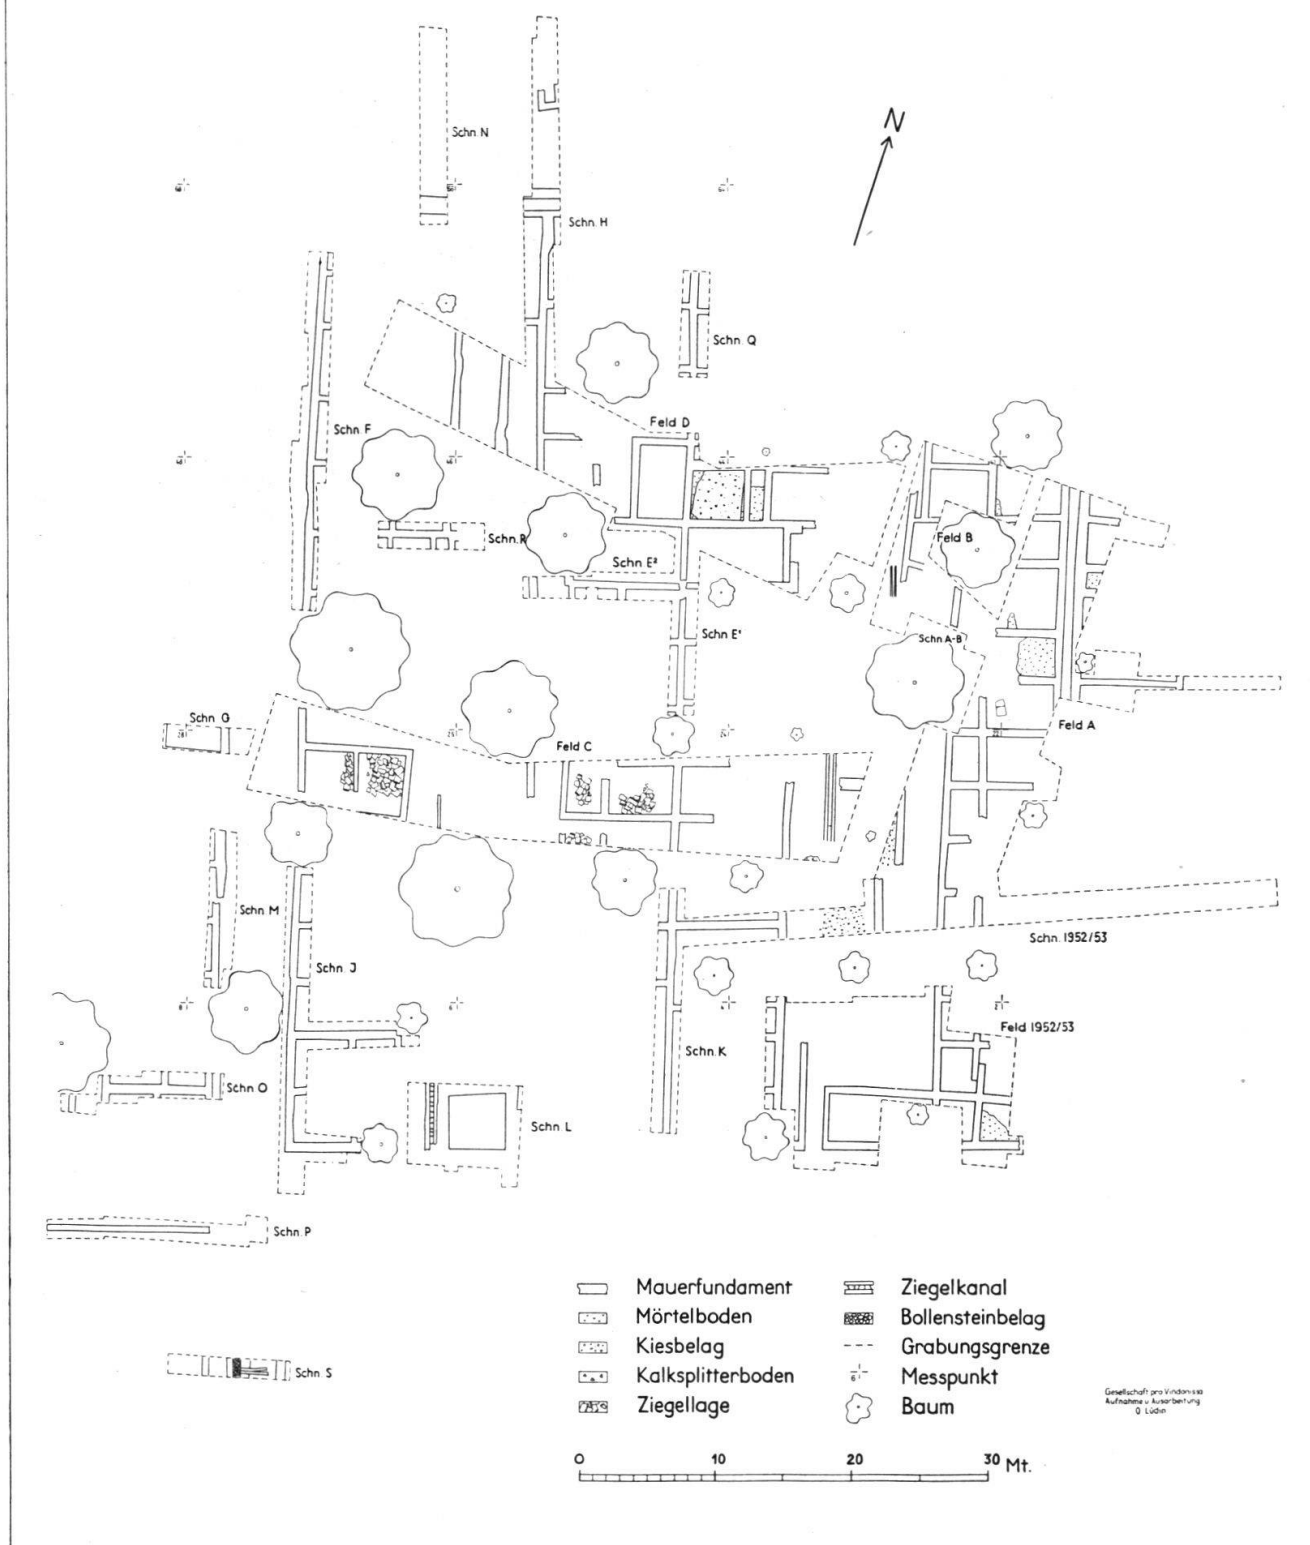 N
Schn. N
Schn. H
Schn. Q
Schn. F
Feld D
Schn. R
Schn. E²
Feld B
Schn. E¹
Schn. A-B
Schn. G
Feld C
Feld A
Schn. M
Schn. J
Schn. 1952/53
Schn. K
Feld 1952/53
Schn. O
Schn. L
Schn. P
Schn. S
Mauerfundament
Mörtelboden
Kiesbelag
Kalksplitterboden
Ziegellage
Ziegelkanal
Bollensteinbelag
Grabungsgrenze
Messpunkt
Baum
Gesellschaft pro Vindonissa
Aufnahme u. Ausarbeitung
O. Lüdin
0 10 20 30 Mt.